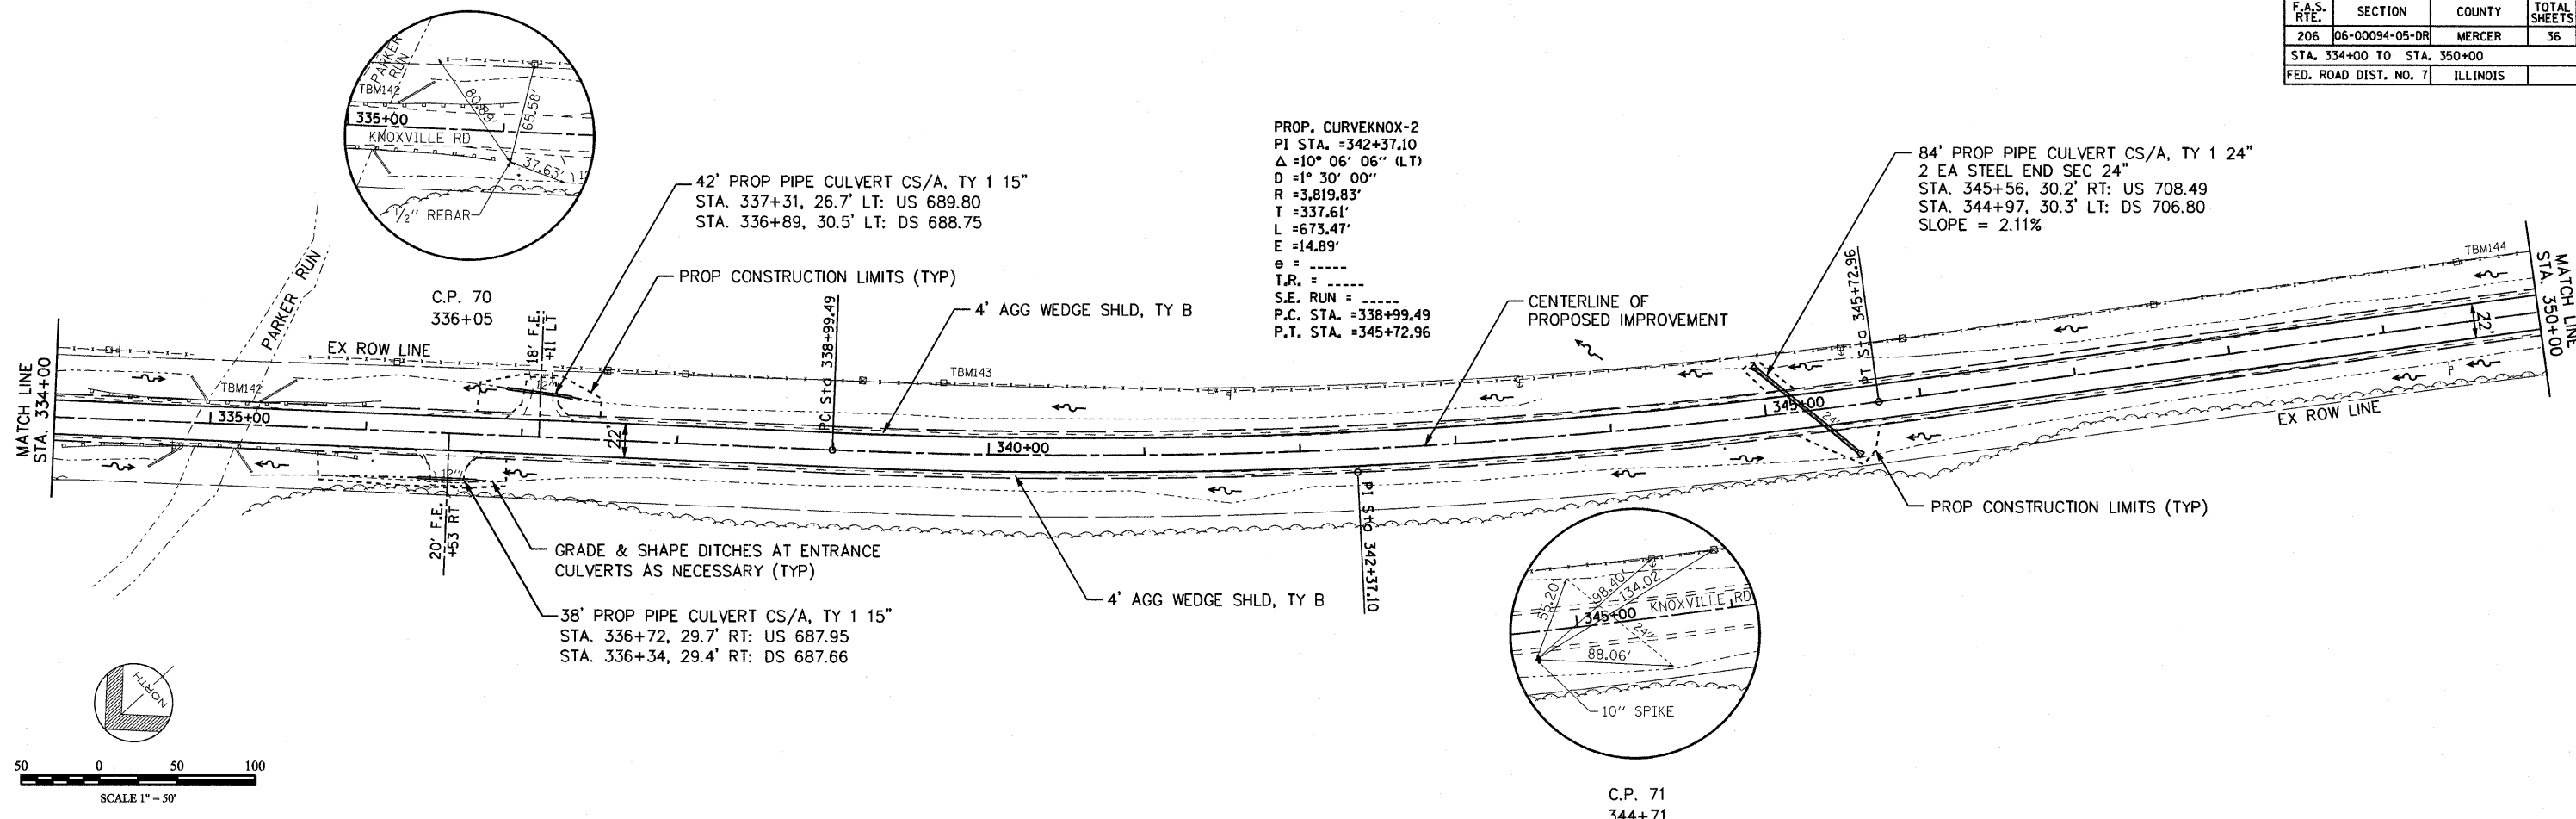 F.A.S. RTE. SECTION COUNTY TOTAL SHEETS
206 06-00094-05-DR MERCER 36
STA. 334+00 TO STA. 350+00
FED. ROAD DIST. NO. 7 ILLINOIS
PARKER RUN
TBM142
80.89'
65.58'
335+00
KNOXVILLE RD
37.63'
1/2" REBAR
C.P. 70
336+05
42' PROP PIPE CULVERT CS/A, TY 1 15"
STA. 337+31, 26.7' LT: US 689.80
STA. 336+89, 30.5' LT: DS 688.75
PROP CONSTRUCTION LIMITS (TYP)
4' AGG WEDGE SHLD, TY B
PROP. CURVEKNOX-2
PI STA. =342+37.10
Δ =10° 06' 06" (LT)
D =1° 30' 00"
R =3,819.83'
T =337.61'
L =673.47'
E =14.89'
e = _____
T.R. = _____
S.E. RUN = _____
P.C. STA. =338+99.49
P.T. STA. =345+72.96
CENTERLINE OF
PROPOSED IMPROVEMENT
84' PROP PIPE CULVERT CS/A, TY 1 24"
2 EA STEEL END SEC 24"
STA. 345+56, 30.2' RT: US 708.49
STA. 344+97, 30.3' LT: DS 706.80
SLOPE = 2.11%
MATCH LINE
STA. 334+00
PARKER RUN
EX ROW LINE
18' F.E.
+11 LT
12"
TBM142
335+00
22'
PC Sta 338+99.49
TBM143
340+00
345+00
24"
PT Sta 345+72.96
TBM144
22'
MATCH LINE
STA. 350+00
EX ROW LINE
12"
20' F.E.
+53 RT
PI Sta 342+37.10
GRADE & SHAPE DITCHES AT ENTRANCE
CULVERTS AS NECESSARY (TYP)
38' PROP PIPE CULVERT CS/A, TY 1 15"
STA. 336+72, 29.7' RT: US 687.95
STA. 336+34, 29.4' RT: DS 687.66
4' AGG WEDGE SHLD, TY B
PROP CONSTRUCTION LIMITS (TYP)
55.20'
98.40'
134.02'
345+00
KNOXVILLE RD
24"
88.06'
10" SPIKE
C.P. 71
344+71
NORTH
50 0 50 100
SCALE 1" = 50'